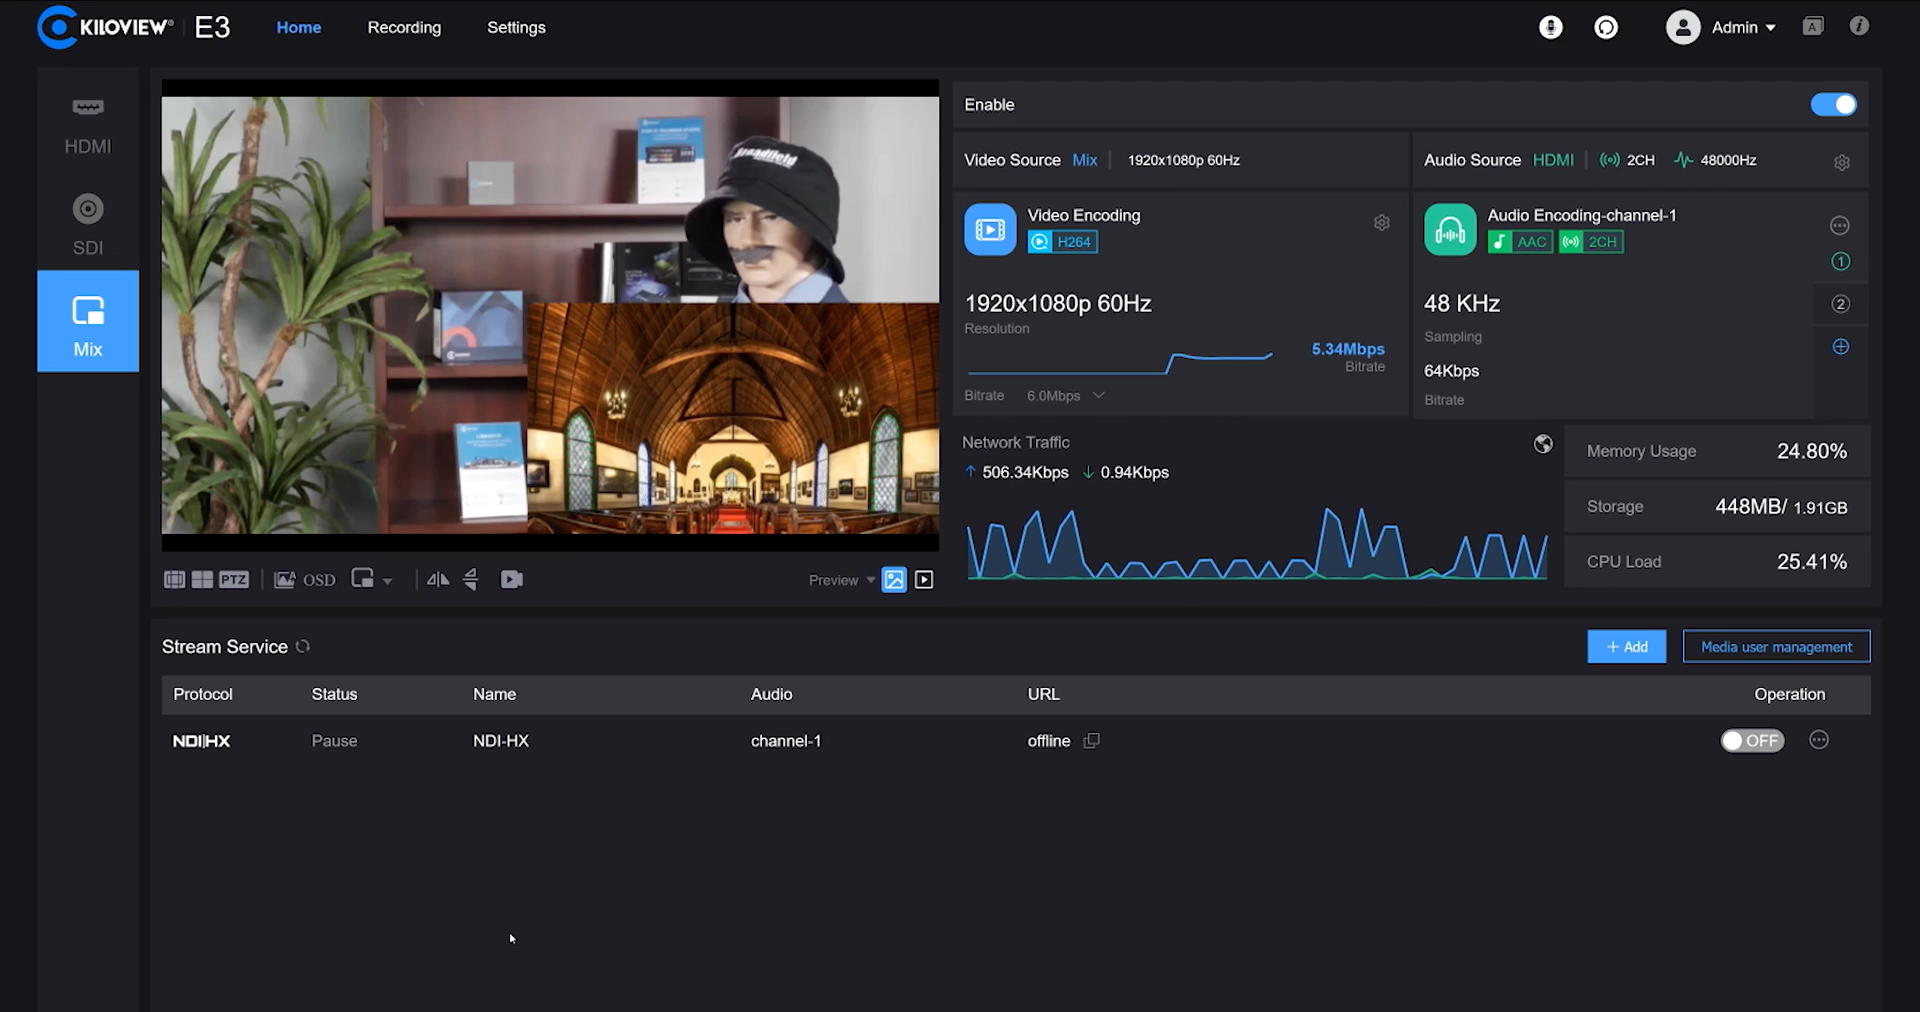 KILOVIEW® E3 Home Recording Settings Admin
HDMI
SDI
Mix
Broadfield
Enable
Video Source Mix 1920x1080p 60Hz
Audio Source HDMI 2CH 48000Hz
Video Encoding
H264
1920x1080p 60Hz
Resolution
5.34Mbps
Bitrate
Bitrate 6.0Mbps
Audio Encoding-channel-1
AAC 2CH
1
2
48 KHz
Sampling
64Kbps
Bitrate
Network Traffic
506.34Kbps 0.94Kbps
Memory Usage 24.80%
Storage 448MB/ 1.91GB
CPU Load 25.41%
PTZ OSD Preview
Stream Service
+ Add Media user management
Protocol Status Name Audio URL Operation
NDI|HX Pause NDI-HX channel-1 offline OFF